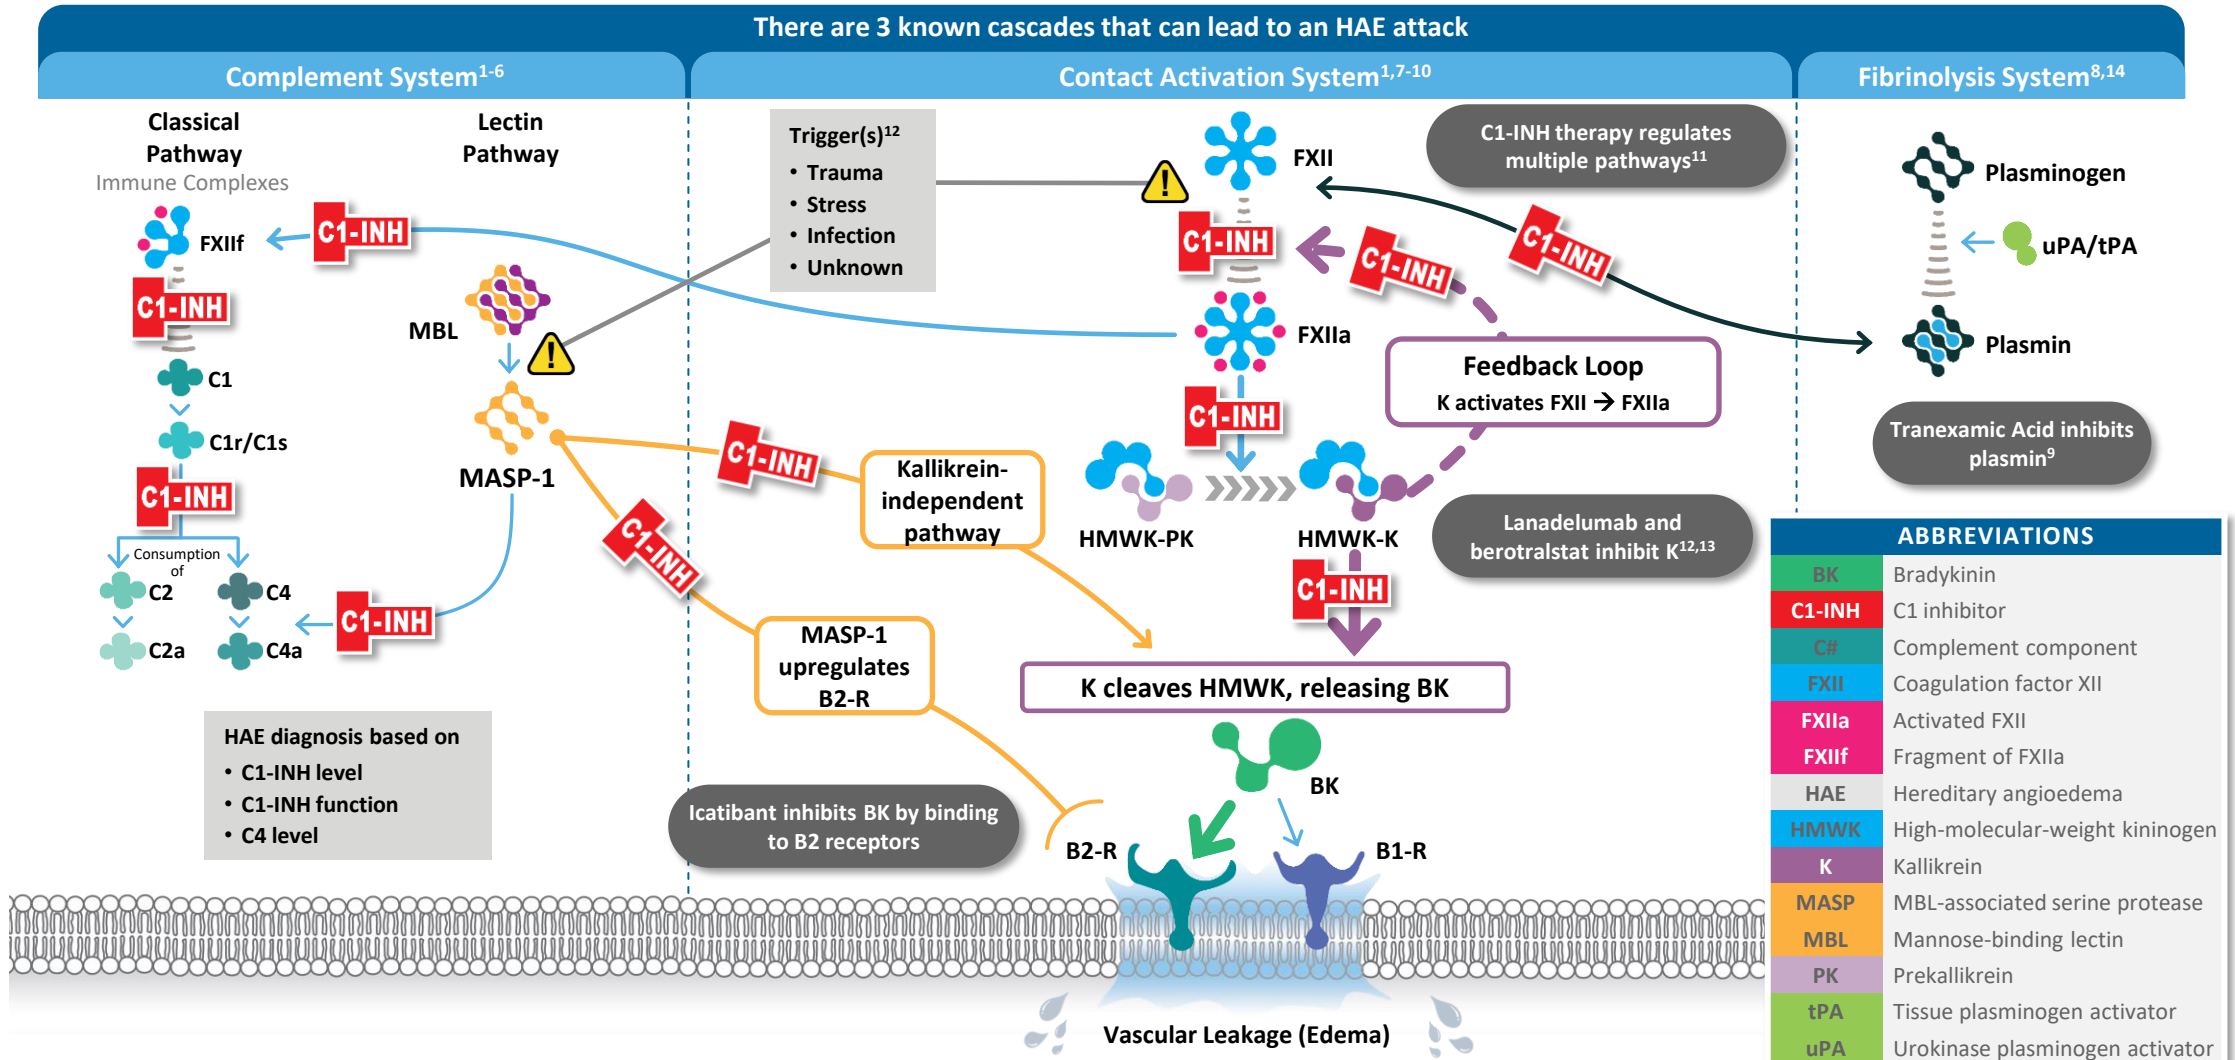 There are 3 known cascades that can lead to an HAE attack
Complement System1-6
Contact Activation System1,7-10
Fibrinolysis System8,14
Classical
Pathway
Immune Complexes
Lectin
Pathway
FXIIf
C1-INH
C1-INH
C1
C1r/C1s
C1-INH
Consumption
of
C2
C4
C2a
C4a
C1-INH
MBL
MASP-1
HAE diagnosis based on
• C1-INH level
• C1-INH function
• C4 level
Trigger(s)12
• Trauma
• Stress
• Infection
• Unknown
!
!
FXII
C1-INH
C1-INH
FXIIa
C1-INH
C1-INH therapy regulates
multiple pathways11
C1-INH
Feedback Loop
K activates FXII → FXIIa
C1-INH
Kallikrein-
independent
pathway
C1-INH
MASP-1
upregulates
B2-R
HMWK-PK
HMWK-K
Lanadelumab and
berotralstat inhibit K12,13
C1-INH
K cleaves HMWK, releasing BK
BK
Icatibant inhibits BK by binding
to B2 receptors
B2-R
B1-R
Vascular Leakage (Edema)
Plasminogen
uPA/tPA
Plasmin
Tranexamic Acid inhibits
plasmin9
ABBREVIATIONS
BK Bradykinin
C1-INH C1 inhibitor
C# Complement component
FXII Coagulation factor XII
FXIIa Activated FXII
FXIIf Fragment of FXIIa
HAE Hereditary angioedema
HMWK High-molecular-weight kininogen
K Kallikrein
MASP MBL-associated serine protease
MBL Mannose-binding lectin
PK Prekallikrein
tPA Tissue plasminogen activator
uPA Urokinase plasminogen activator